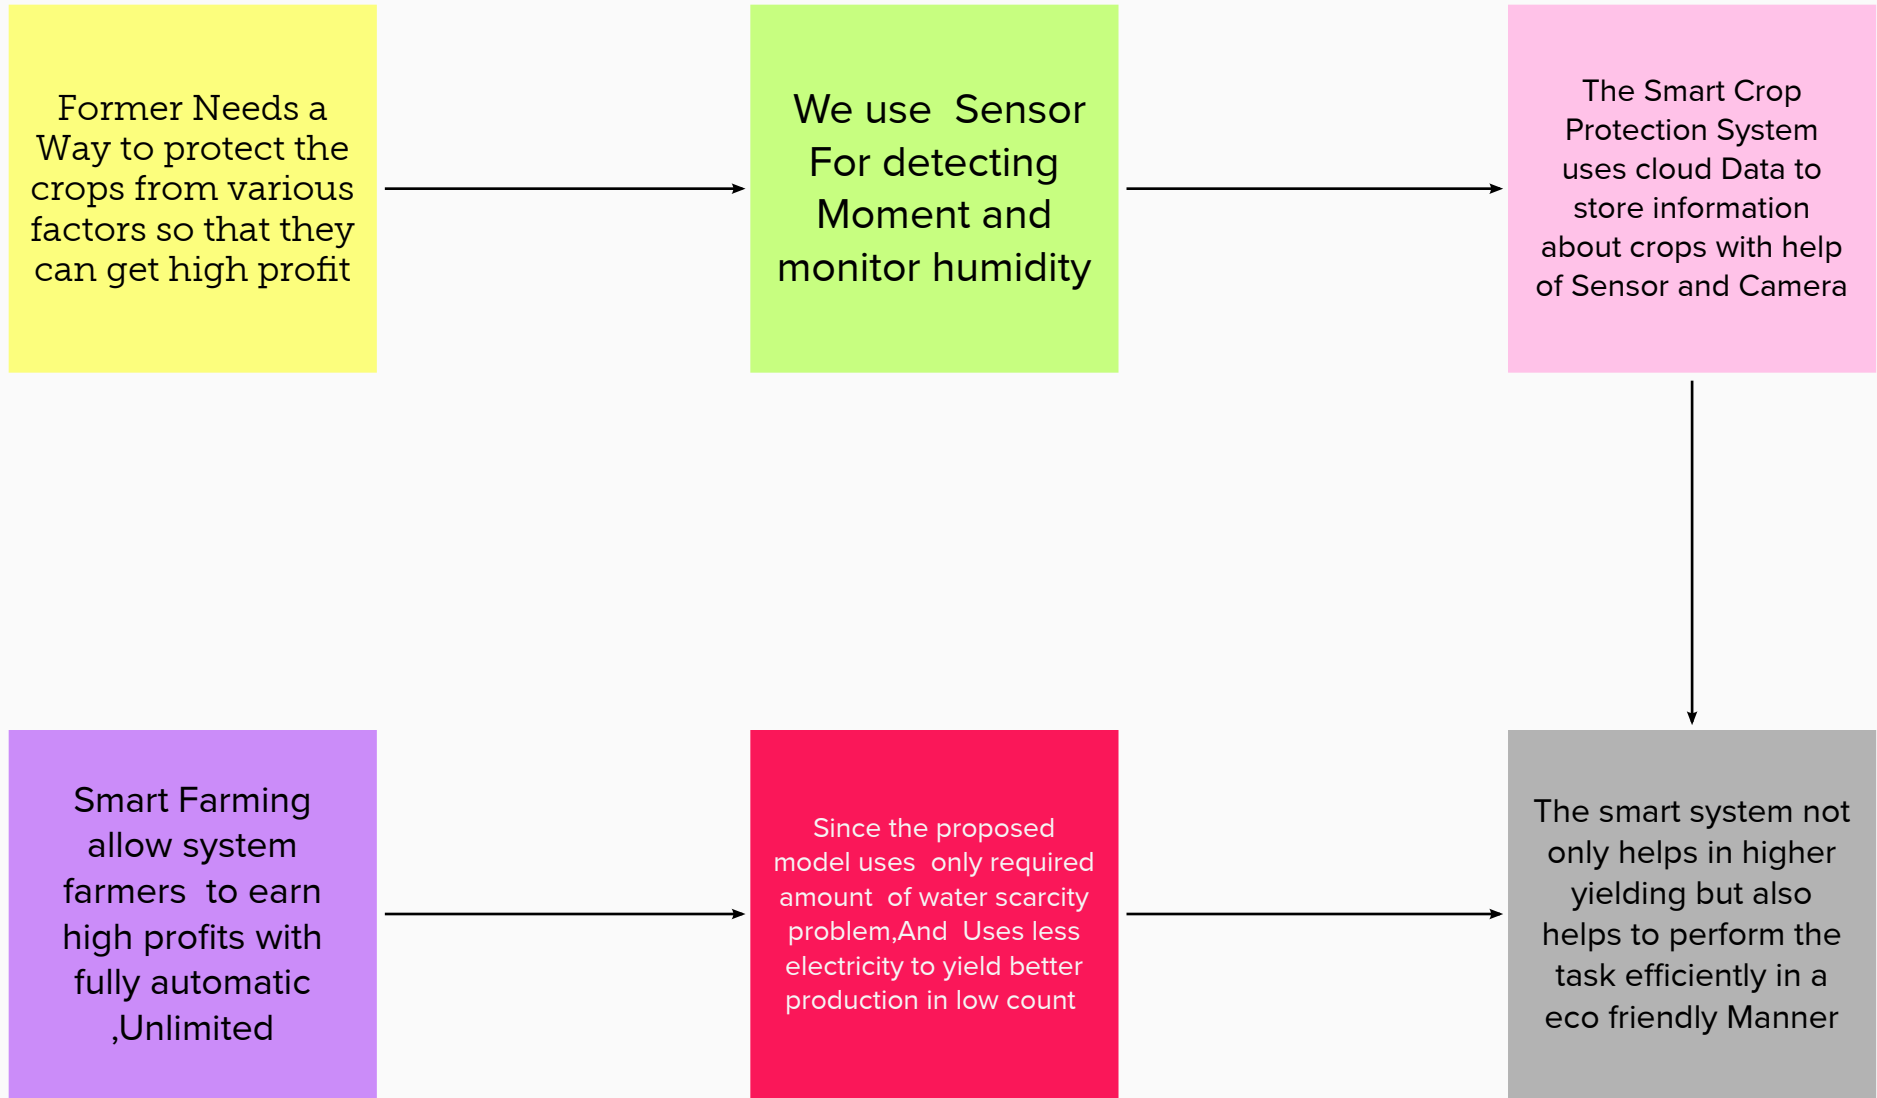 Former Needs a
Way to protect the
crops from various
factors so that they
can get high profit
We use  Sensor
For detecting
Moment and
monitor humidity
The Smart Crop
Protection System
uses cloud Data to
store information
about crops with help
of Sensor and Camera
Smart Farming
allow system
farmers  to earn
high profits with
fully automatic
,Unlimited
Since the proposed
model uses  only required
amount  of water scarcity
problem,And  Uses less
electricity to yield better
production in low count
The smart system not
only helps in higher
yielding but also
helps to perform the
task efficiently in a
eco friendly Manner